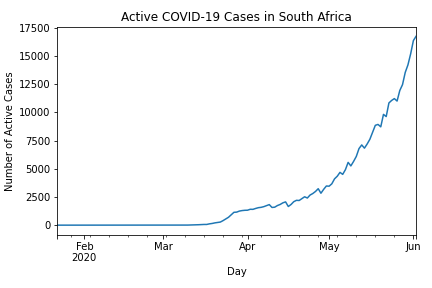 Active COVID-19 Cases in South Africa
Number of Active Cases
17500
15000
12500
10000
7500
5000
2500
0
Feb Mar Apr May Jun
2020
Day